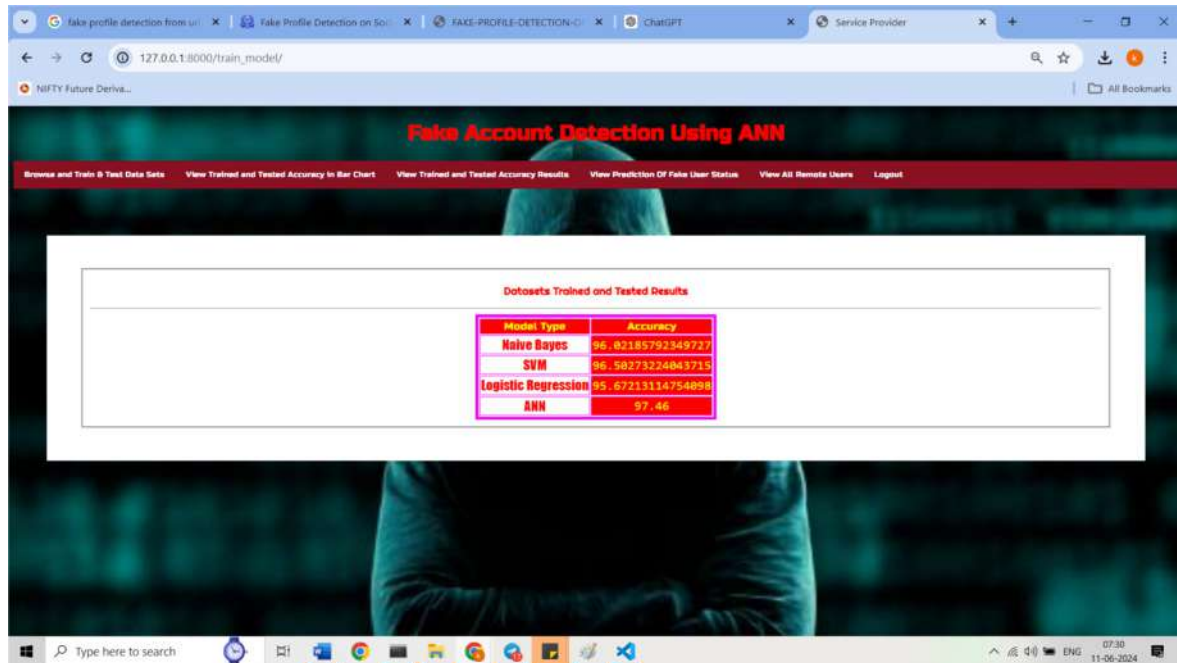 fake profile detection from url
Fake Profile Detection on Soc
FAKE-PROFILE-DETECTION-O
ChatGPT
Service Provider
127.0.0.1:8000/train_model/
NIFTY Future Deriva...
All Bookmarks
Fake Account Detection Using ANN
Browse and Train & Test Data Sets View Trained and Tested Accuracy in Bar Chart View Trained and Tested Accuracy Results View Prediction Of Fake User Status View All Remote Users Logout
Datasets Trained and Tested Results
Model Type Accuracy
Naive Bayes 96.02185792349727
SVM 96.50273224043715
Logistic Regression 95.67213114754098
ANN 97.46
Type here to search
ENG
07:30
11-06-2024